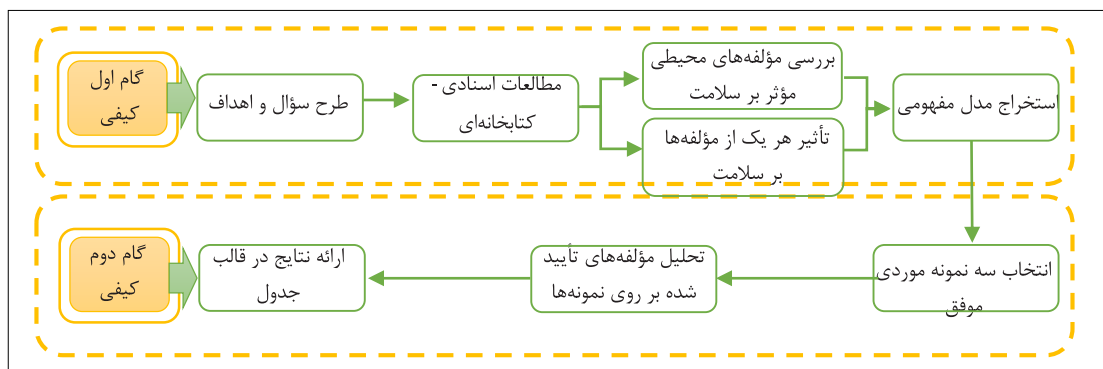 گام اول
کیفی
طرح سؤال و اهداف
مطالعات اسنادی -
کتابخانه‌ای
بررسی مؤلفه‌های محیطی
مؤثر بر سلامت
تأثیر هر یک از مؤلفه‌ها
بر سلامت
استخراج مدل مفهومی
گام دوم
کیفی
انتخاب سه نمونه موردی
موفق
تحلیل مؤلفه‌های تأیید
شده بر روی نمونه‌ها
ارائه نتایج در قالب
جدول